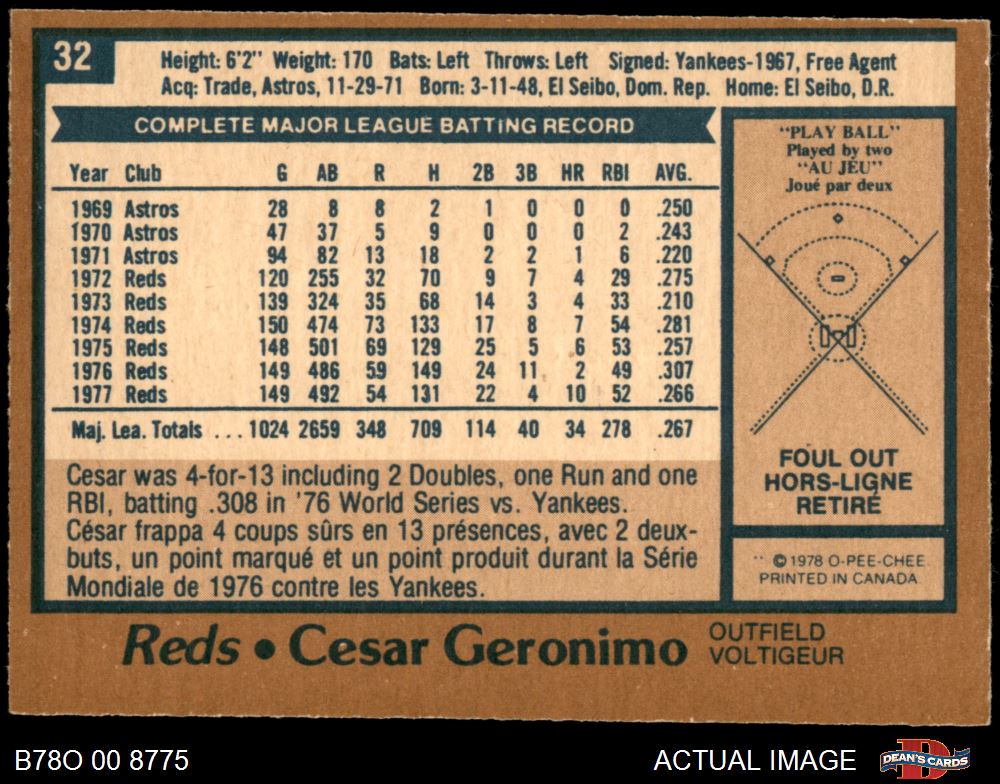 32
Height: 6'2" Weight: 170 Bats: Left Throws: Left Signed: Yankees-1967, Free Agent
Acq: Trade, Astros, 11-29-71 Born: 3-11-48, El Seibo, Dom. Rep. Home: El Seibo, D.R.
COMPLETE MAJOR LEAGUE BATTING RECORD
Year Club G AB R H 2B 3B HR RBI AVG.
1969 Astros 28 8 8 2 1 0 0 0 .250
1970 Astros 47 37 5 9 0 0 0 2 .243
1971 Astros 94 82 13 18 2 2 1 6 .220
1972 Reds 120 255 32 70 9 7 4 29 .275
1973 Reds 139 324 35 68 14 3 4 33 .210
1974 Reds 150 474 73 133 17 8 7 54 .281
1975 Reds 148 501 69 129 25 5 6 53 .257
1976 Reds 149 486 59 149 24 11 2 49 .307
1977 Reds 149 492 54 131 22 4 10 52 .266
Maj. Lea. Totals ... 1024 2659 348 709 114 40 34 278 .267
Cesar was 4-for-13 including 2 Doubles, one Run and one
RBI, batting .308 in '76 World Series vs. Yankees.
César frappa 4 coups sûrs en 13 présences, avec 2 deux-
buts, un point marqué et un point produit durant la Série
Mondiale de 1976 contre les Yankees.
"PLAY BALL"
Played by two
"AU JEU"
Joué par deux
FOUL OUT
HORS-LIGNE
RETIRÉ
** © 1978 O-PEE-CHEE.
PRINTED IN CANADA.
Reds • Cesar Geronimo
OUTFIELD
VOLTIGEUR
B78O 00 8775
ACTUAL IMAGE
DEAN'S CARDS